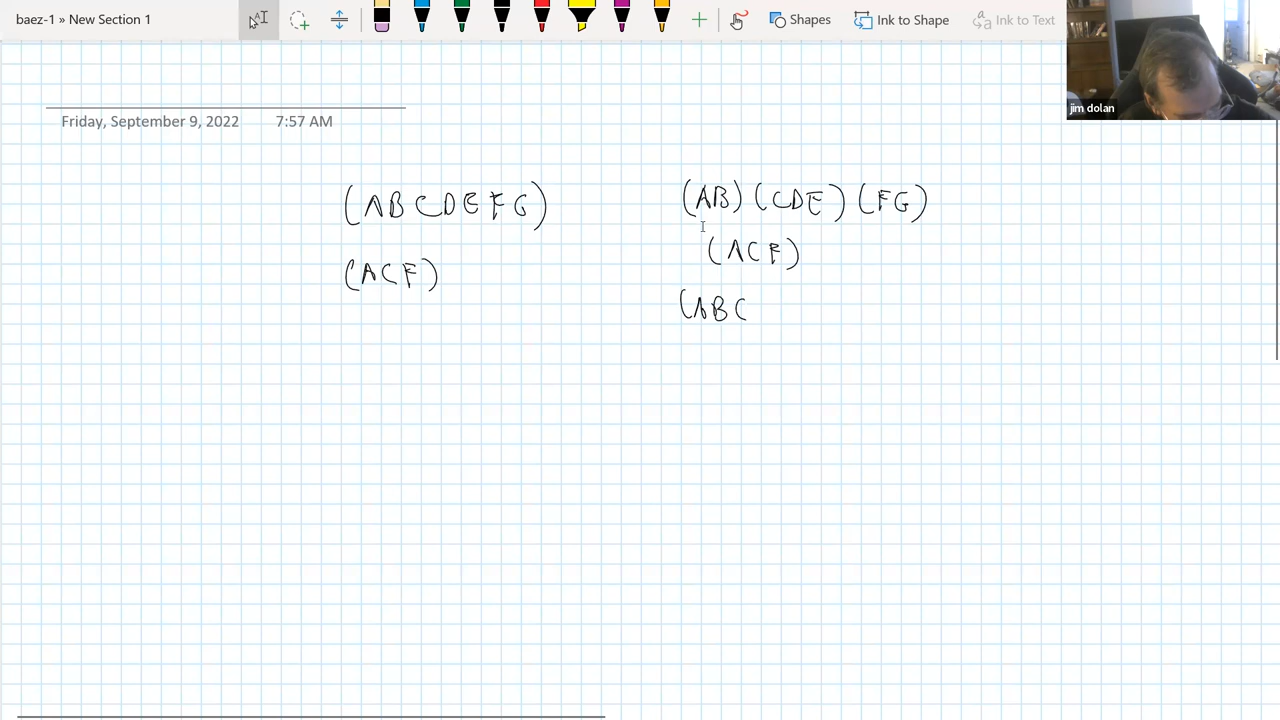 baez-1 » New Section 1
Shapes
Ink to Shape
Ink to Text
jim dolan
Friday, September 9, 2022 7:57 AM
(ABCDEFG)
(ACF)
(AB)(CDE)(FG)
(ACF)
(ABC